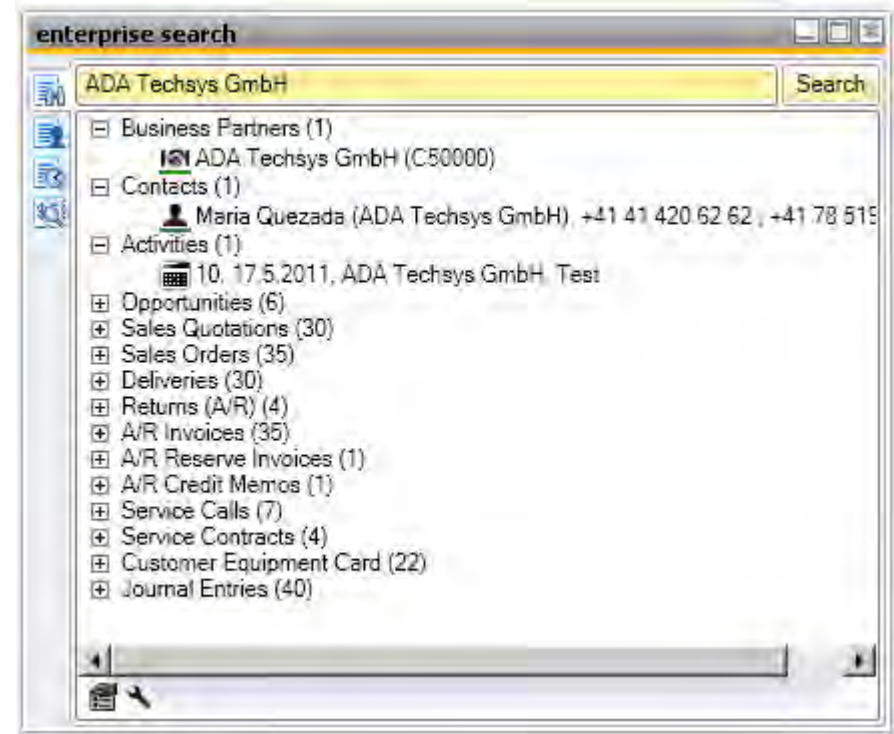 enterprise search
ADA Techsys GmbH Search
Business Partners (1)
ADA Techsys GmbH (C50000)
Contacts (1)
Maria Quezada (ADA Techsys GmbH), +41 41 420 62 62 , +41 78 515
Activities (1)
10, 17.5.2011, ADA Techsys GmbH, Test
Opportunities (6)
Sales Quotations (30)
Sales Orders (35)
Deliveries (30)
Returns (A/R) (4)
A/R Invoices (35)
A/R Reserve Invoices (1)
A/R Credit Memos (1)
Service Calls (7)
Service Contracts (4)
Customer Equipment Card (22)
Journal Entries (40)